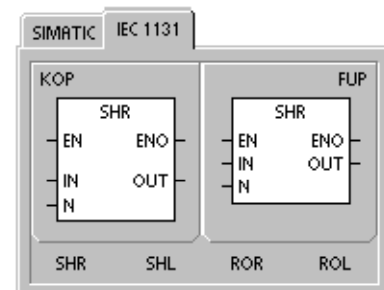 SIMATIC IEC 1131
KOP FUP
SHR SHR
EN ENO EN ENO
IN OUT
IN OUT N
N
SHR SHL ROR ROL